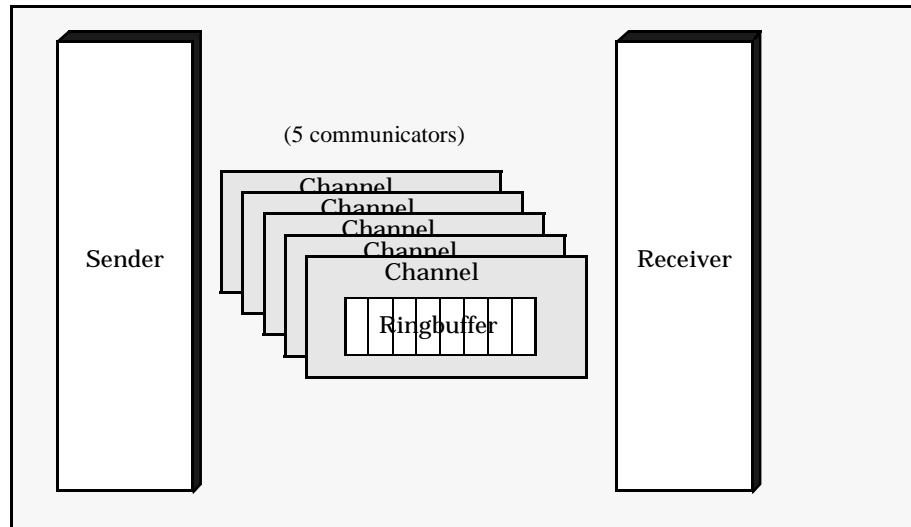 (5 communicators)
Channel
Channel
Channel
Channel
Channel
Sender
Receiver
Ringbuffer